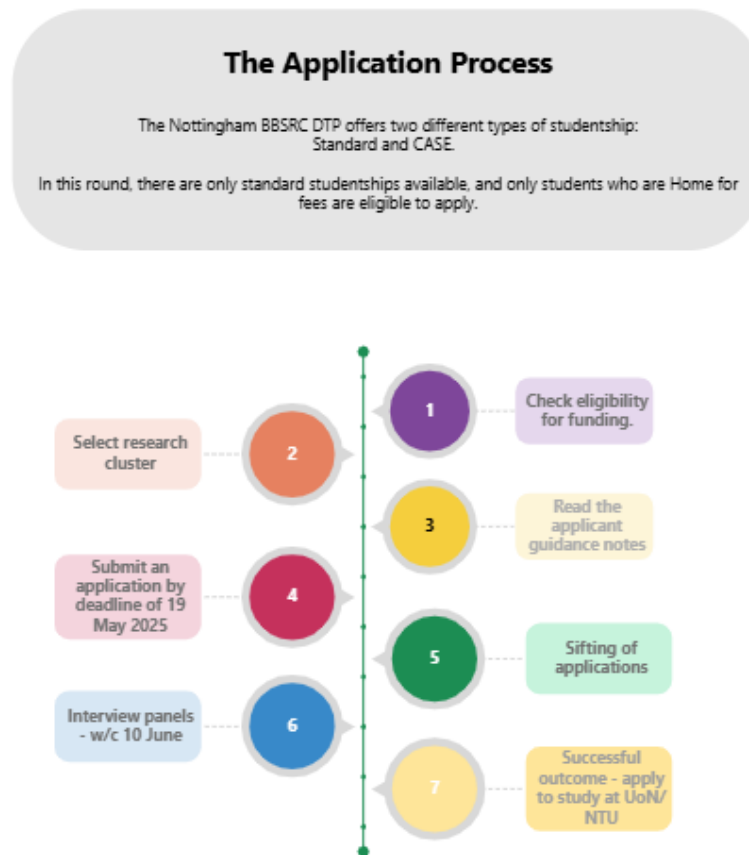 The Application Process
The Nottingham BBSRC DTP offers two different types of studentship:
Standard and CASE.
In this round, there are only standard studentships available, and only students who are Home for
fees are eligible to apply.
1
Check eligibility
for funding.
2
Select research
cluster
3
Read the
applicant
guidance notes
4
Submit an
application by
deadline of 19
May 2025
5
Sifting of
applications
6
Interview panels
- w/c 10 June
7
Successful
outcome - apply
to study at UoN/
NTU